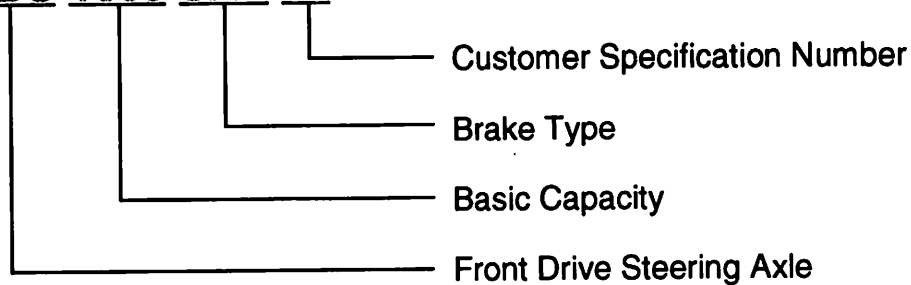 Customer Specification Number
Brake Type
Basic Capacity
Front Drive Steering Axle